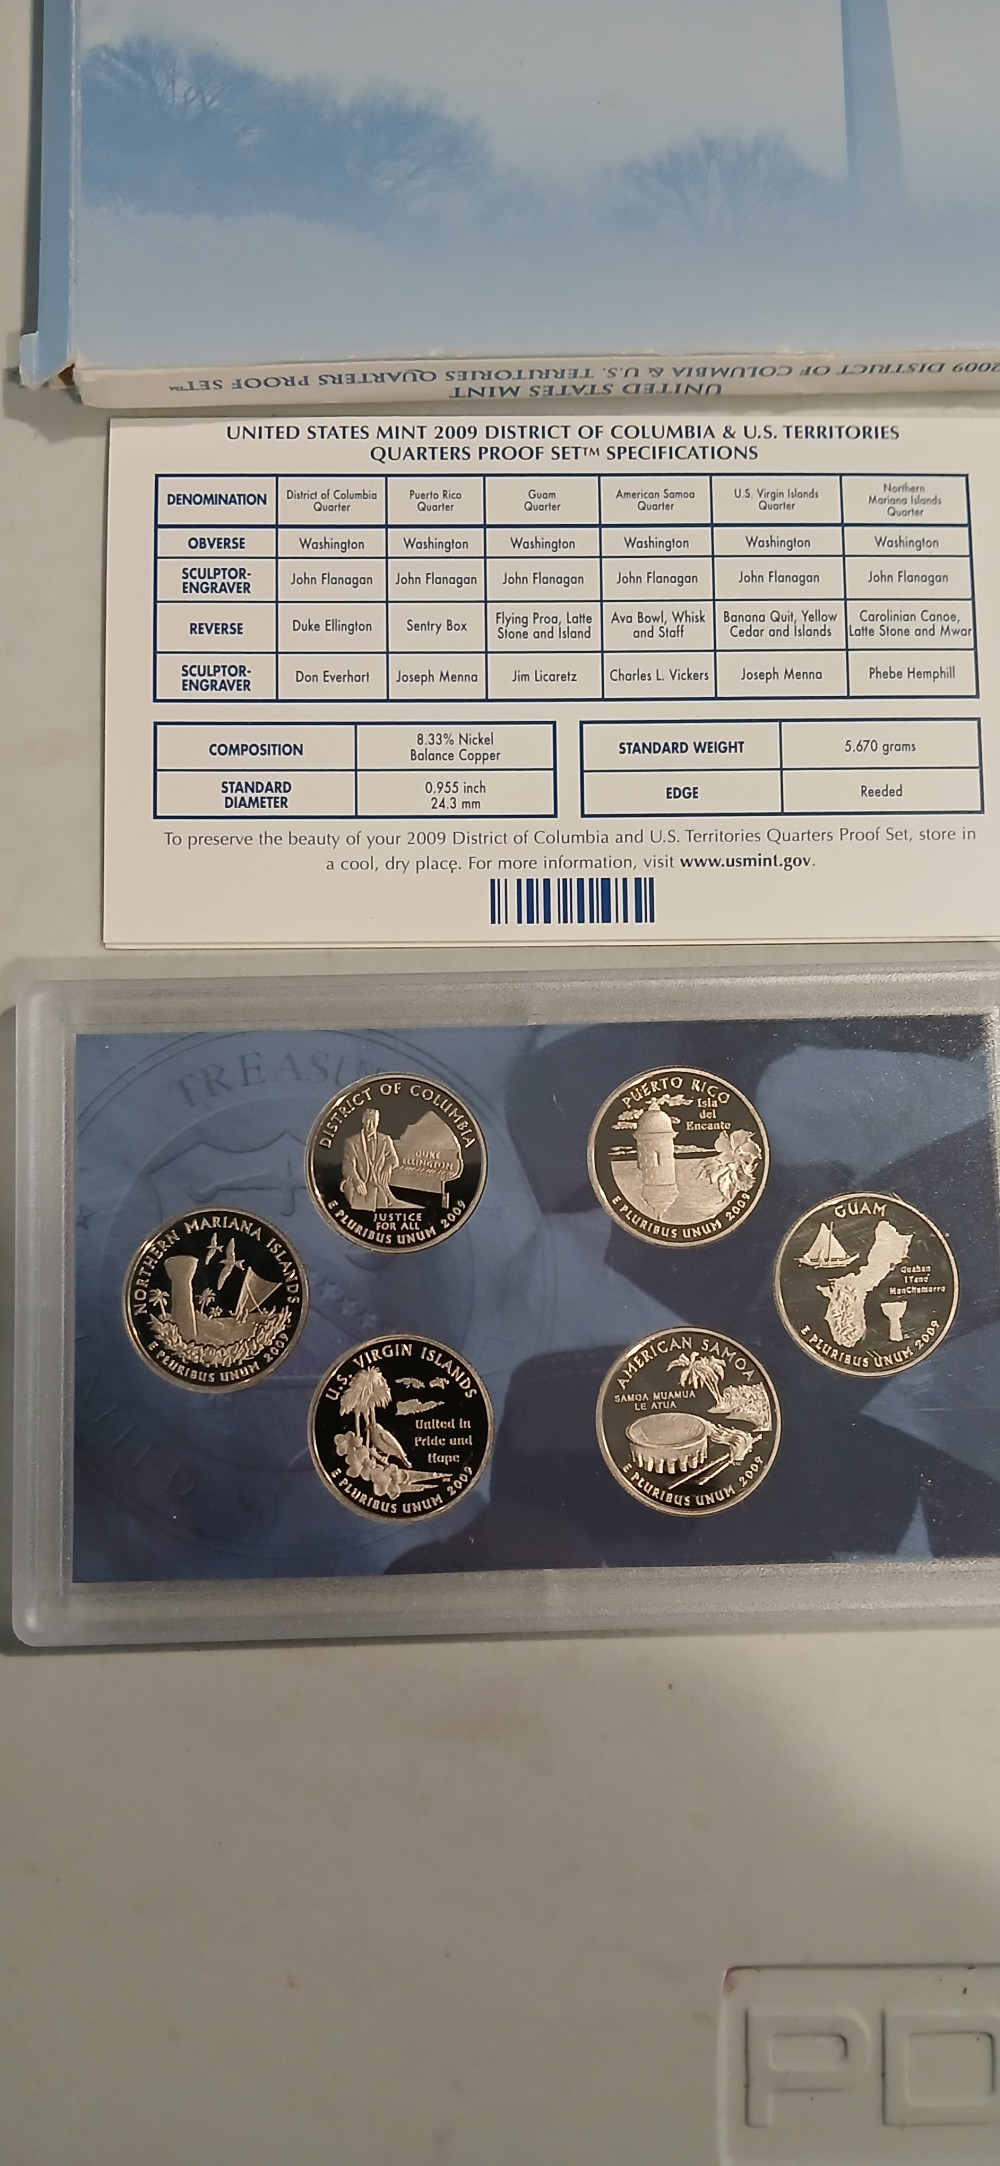 2009 DISTRICT OF COLUMBIA & U.S. TERRITORIES QUARTERS PROOF SET™
UNITED STATES MINT
UNITED STATES MINT 2009 DISTRICT OF COLUMBIA & U.S. TERRITORIES
QUARTERS PROOF SET™ SPECIFICATIONS
DENOMINATION District of Columbia Quarter Puerto Rico Quarter Guam Quarter American Samoa Quarter U.S. Virgin Islands Quarter Northern Mariana Islands Quarter
OBVERSE Washington Washington Washington Washington Washington Washington
SCULPTOR-ENGRAVER John Flanagan John Flanagan John Flanagan John Flanagan John Flanagan John Flanagan
REVERSE Duke Ellington Sentry Box Flying Proa, Latte Stone and Island Ava Bowl, Whisk and Staff Banana Quit, Yellow Cedar and Islands Carolinian Canoe, Latte Stone and Mwar
SCULPTOR-ENGRAVER Don Everhart Joseph Menna Jim Licaretz Charles L. Vickers Joseph Menna Phebe Hemphill
COMPOSITION 8.33% Nickel Balance Copper
STANDARD DIAMETER 0.955 inch 24.3 mm
STANDARD WEIGHT 5.670 grams
EDGE Reeded
To preserve the beauty of your 2009 District of Columbia and U.S. Territories Quarters Proof Set, store in
a cool, dry place. For more information, visit www.usmint.gov.
TREASU
DISTRICT OF COLUMBIA
DUKE
ELLINGTON
JUSTICE
FOR ALL
E PLURIBUS UNUM 2009
PUERTO RICO
Isla
del
Encanto
E PLURIBUS UNUM 2009
NORTHERN MARIANA ISLANDS
E PLURIBUS UNUM 2009
GUAM
Guahan
I Tano'
ManChamorro
E PLURIBUS UNUM 2009
U.S. VIRGIN ISLANDS
United in
Pride and
Hope
E PLURIBUS UNUM 2009
AMERICAN SAMOA
SAMOA MUAMUA
LE ATUA
E PLURIBUS UNUM 2009
PO